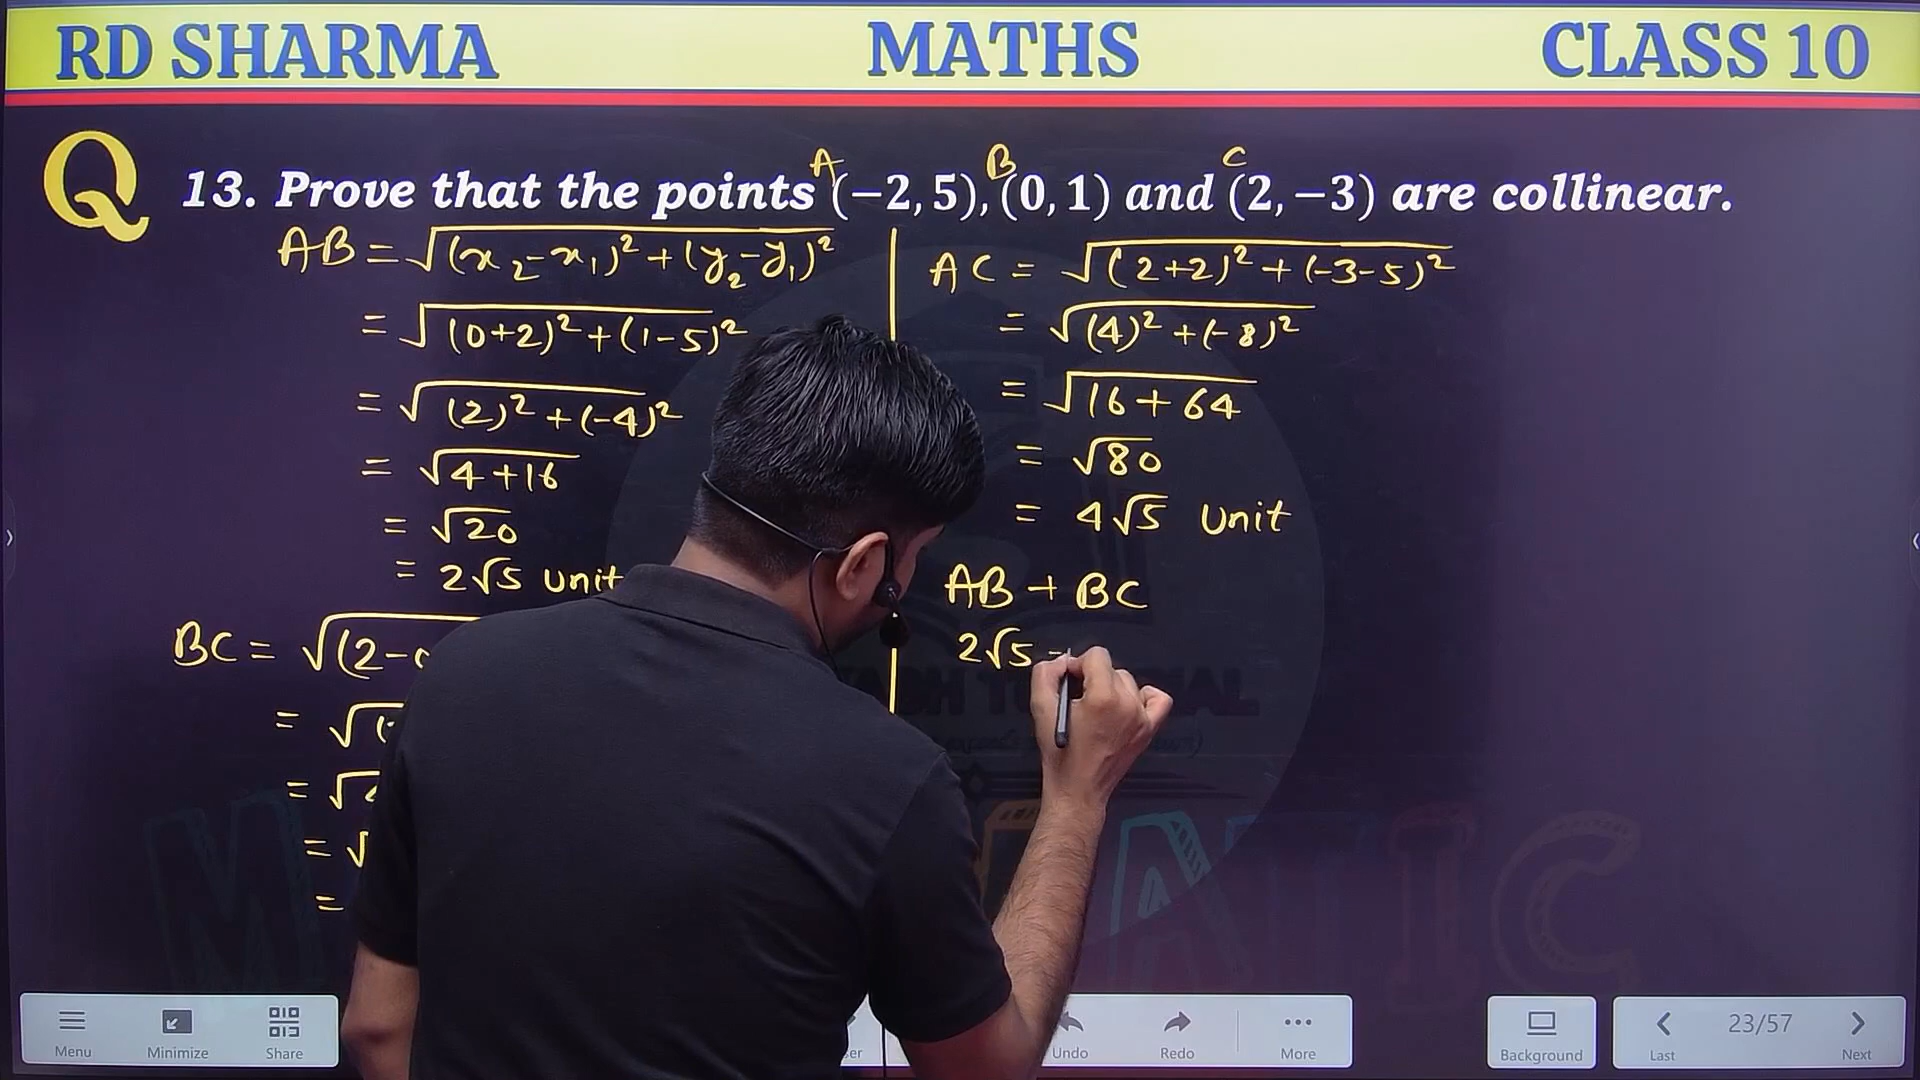 RD SHARMA MATHS CLASS 10
Q 13. Prove that the points (−2, 5), (0, 1) and (2, −3) are collinear.
A B C
AB = √(x₂-x₁)² + (y₂-y₁)²
= √(0+2)² + (1-5)²
= √(2)² + (-4)²
= √4+16
= √20
= 2√5 unit
BC = √(2-
= √(
= √
= √
=
AC = √(2+2)² + (-3-5)²
= √(4)² + (-8)²
= √16 + 64
= √80
= 4√5 Unit
AB + BC
2√5
Menu Minimize Share Undo Redo More Background Last 23/57 Next